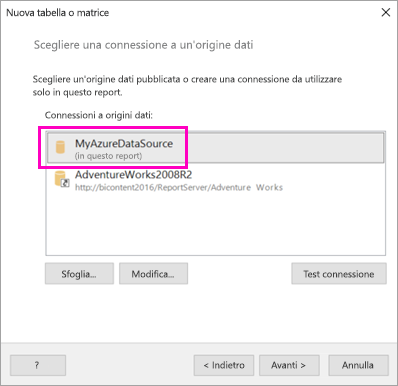 Nuova tabella o matrice
Scegliere una connessione a un'origine dati
Scegliere un'origine dati pubblicata o creare una connessione da utilizzare
solo in questo report.
Connessioni a origini dati:
MyAzureDataSource
(in questo report)
AdventureWorks2008R2
http://bicontent2016/ReportServer/Adventure Works
Sfoglia... Modifica... Test connessione
? < Indietro Avanti > Annulla